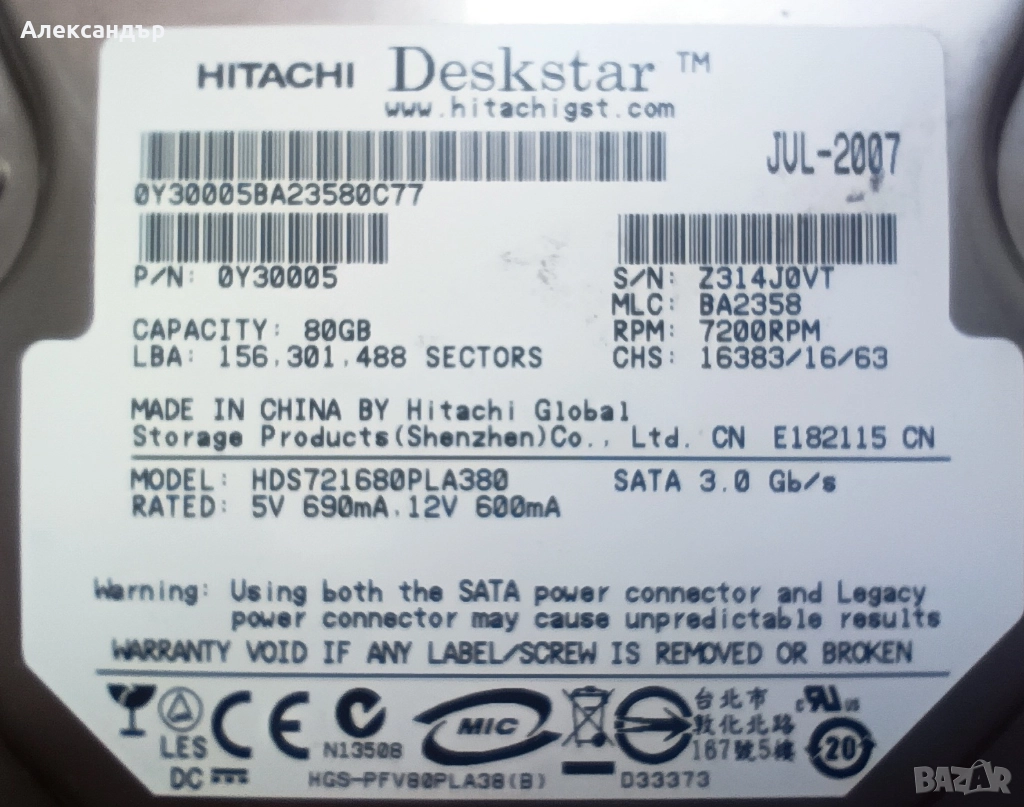 Александър
HITACHI Deskstar ™
www.hitachigst.com
JUL-2007
0Y30005BA23580C77
P/N: 0Y30005
S/N: Z314J0VT
MLC: BA2358
CAPACITY: 80GB
RPM: 7200RPM
LBA: 156,301,488 SECTORS
CHS: 16383/16/63
MADE IN CHINA BY Hitachi Global
Storage Products(Shenzhen)Co., Ltd. CN E182115 CN
MODEL: HDS721680PLA380
SATA 3.0 Gb/s
RATED: 5V 690mA, 12V 600mA
Warning: Using both the SATA power connector and Legacy
power connector may cause unpredictable results
WARRANTY VOID IF ANY LABEL/SCREW IS REMOVED OR BROKEN
LES
CE
N13508
MIC
台北市
敦化北路
167號5樓
c RU us
20
DC
HGS-PFV80PLA38(B)
D33373
BAZAR